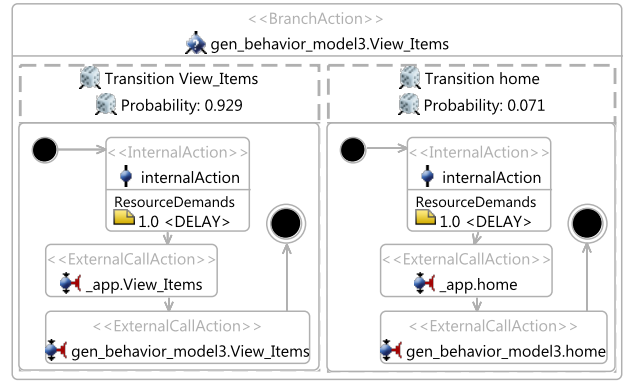 <<BranchAction>>
gen_behavior_model3.View_Items
Transition View_Items
Probability: 0.929
<<InternalAction>>
internalAction
ResourceDemands
1.0 <DELAY>
<<ExternalCallAction>>
_app.View_Items
<<ExternalCallAction>>
gen_behavior_model3.View_Items
Transition home
Probability: 0.071
<<InternalAction>>
internalAction
ResourceDemands
1.0 <DELAY>
<<ExternalCallAction>>
_app.home
<<ExternalCallAction>>
gen_behavior_model3.home